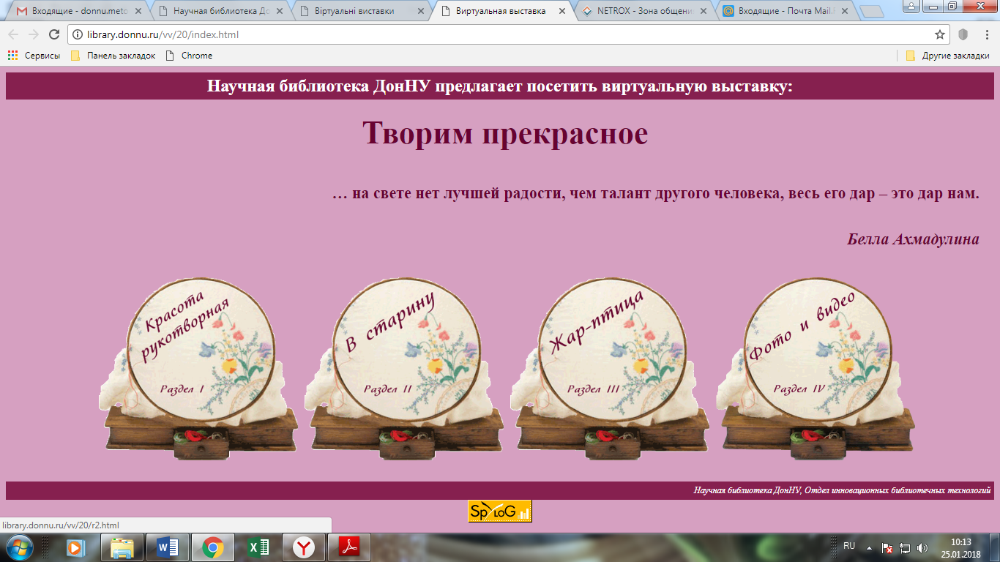 Входящие - donnu.meto
Научная библиотека До
Віртуальні виставки
Виртуальная выставка
NETROX - Зона общени
Входящие - Почта Mail.
library.donnu.ru/vv/20/index.html
Сервисы
Панель закладок
Chrome
Другие закладки
Научная библиотека ДонНУ предлагает посетить виртуальную выставку:
Творим прекрасное
… на свете нет лучшей радости, чем талант другого человека, весь его дар – это дар нам.
Белла Ахмадулина
Красота
рукотворная
Раздел I
В старину
Раздел II
Жар-птица
Раздел III
Фото и видео
Раздел IV
Научная библиотека ДонНУ, Отдел инновационных библиотечных технологий
SpyLOG
library.donnu.ru/vv/20/r2.html
RU
10:13
25.01.2018